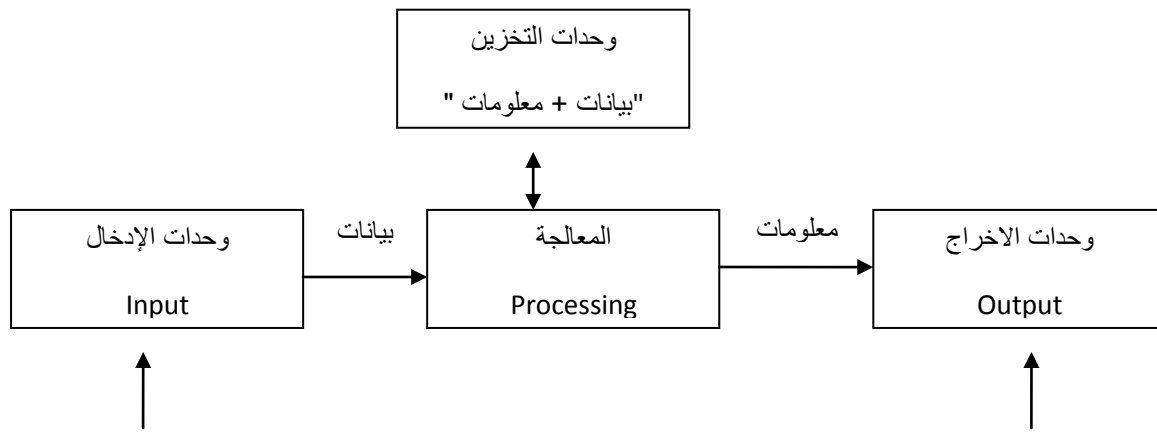 وحدات التخزين
"بيانات + معلومات "
وحدات الإدخال
Input
بيانات
المعالجة
Processing
معلومات
وحدات الاخراج
Output